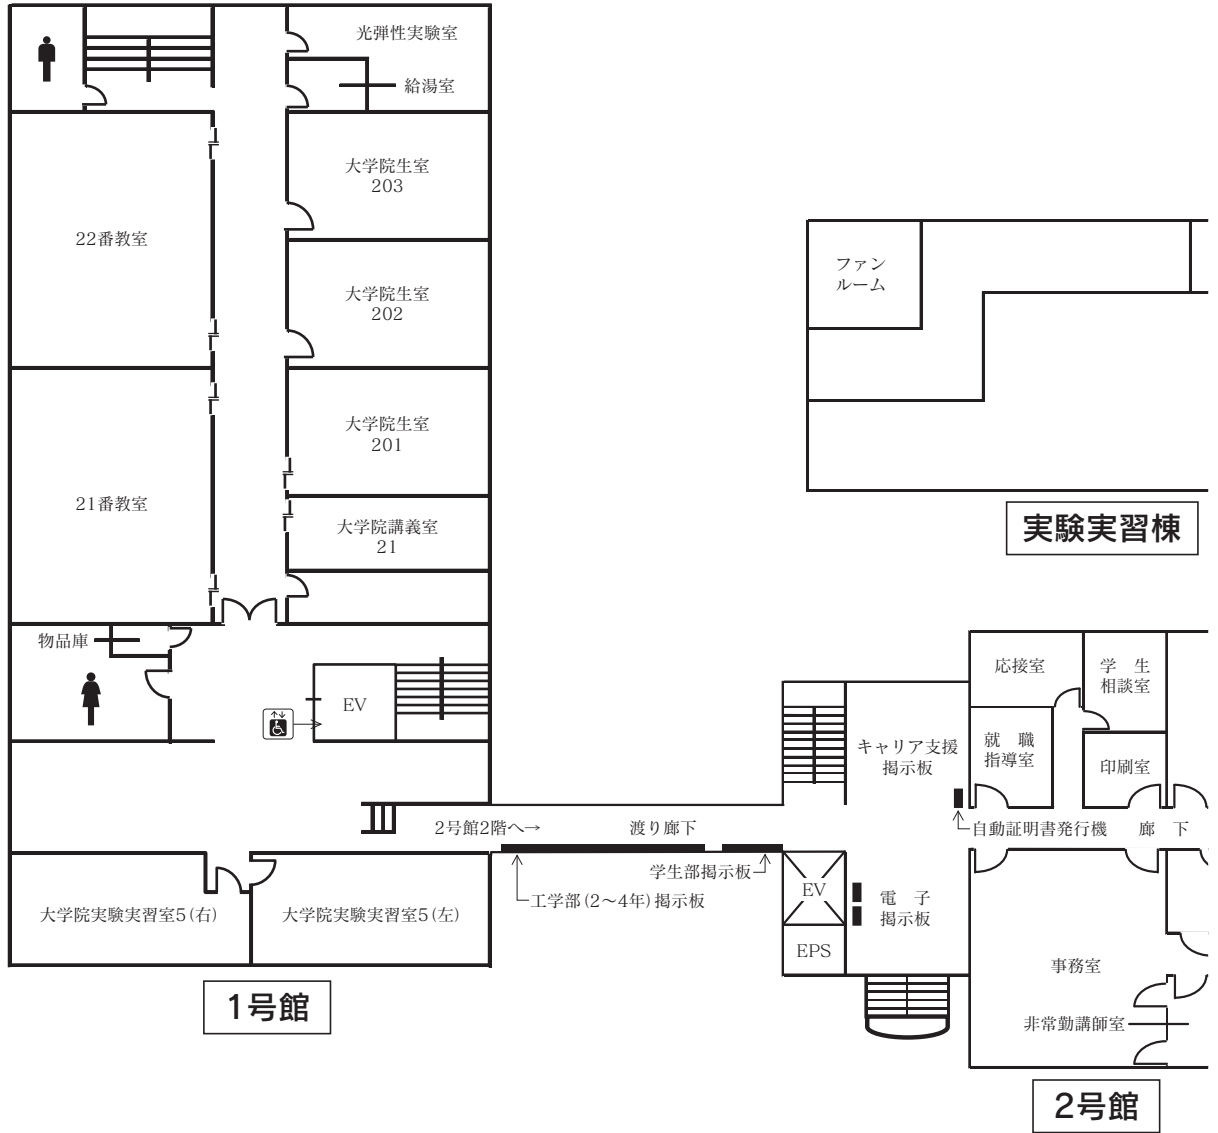 光弾性実験室
給湯室
大学院生室
203
22番教室
大学院生室
202
大学院生室
201
21番教室
大学院講義室
21
物品庫
EV
2号館2階へ→
渡り廊下
学生部掲示板
工学部(2〜4年)掲示板
大学院実験実習室5(右)
大学院実験実習室5(左)
1号館
ファン
ルーム
実験実習棟
応接室
学　生
相談室
キャリア支援
掲示板
就　職
指導室
印刷室
自動証明書発行機
廊　下
EV
電　子
掲示板
EPS
事務室
非常勤講師室
2号館